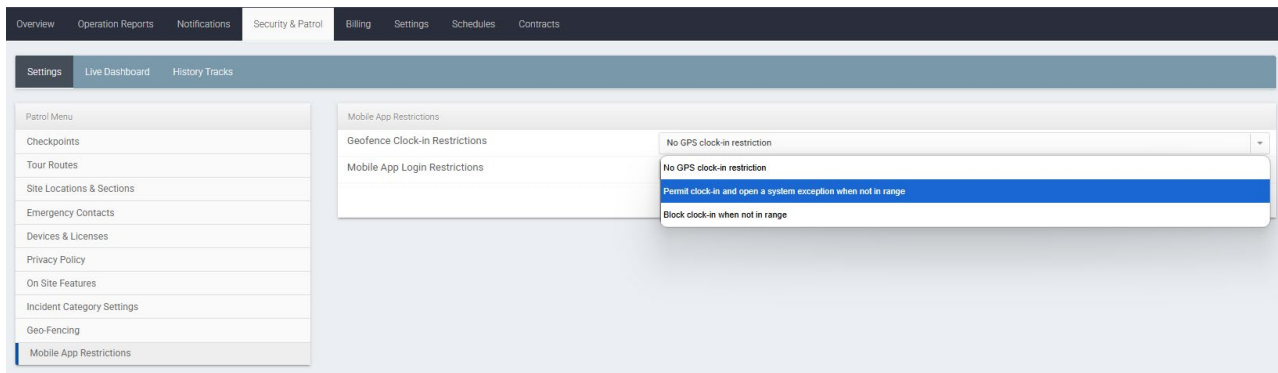 Overview Operation Reports Notifications Security & Patrol Billing Settings Schedules Contracts
Settings Live Dashboard History Tracks
Patrol Menu
Checkpoints
Tour Routes
Site Locations & Sections
Emergency Contacts
Devices & Licenses
Privacy Policy
On Site Features
Incident Category Settings
Geo-Fencing
Mobile App Restrictions
Mobile App Restrictions
Geofence Clock-in Restrictions No GPS clock-in restriction
Mobile App Login Restrictions
No GPS clock-in restriction
Permit clock-in and open a system exception when not in range
Block clock-in when not in range